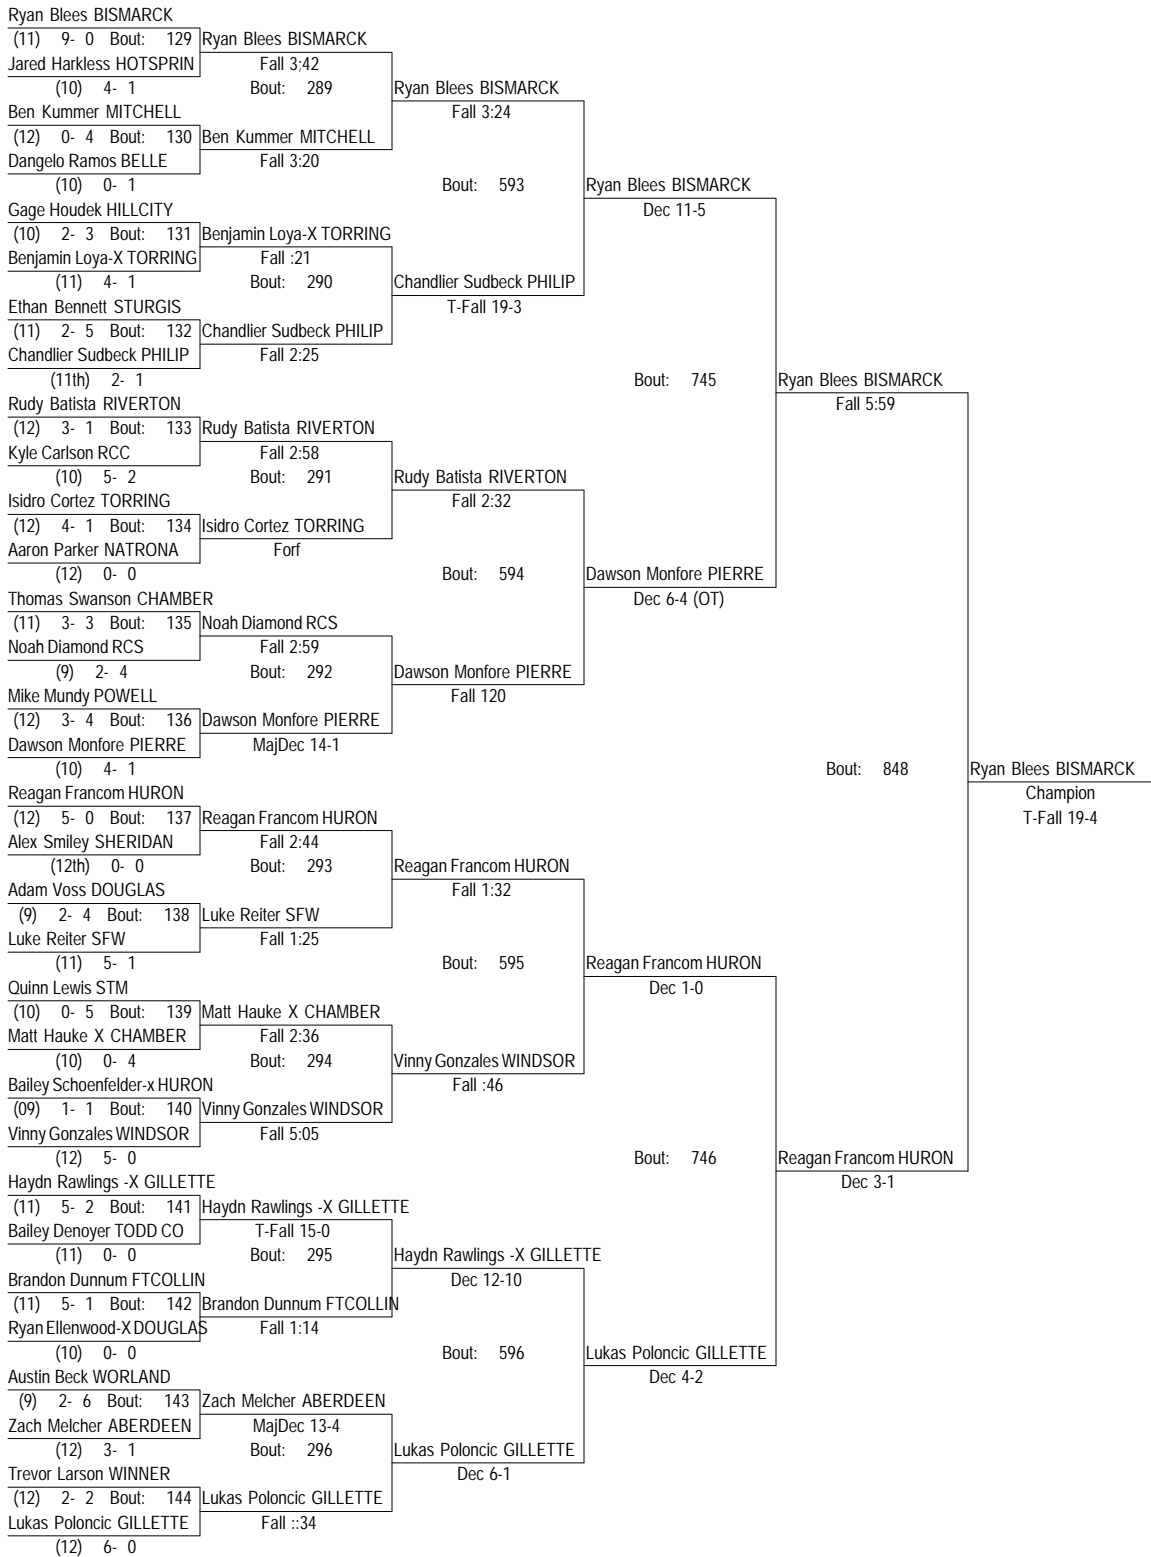 Ryan Blees BISMARCK
(11) 9- 0 Bout: 129 Ryan Blees BISMARCK
Jared Harkless HOTSPRIN Fall 3;42
(10) 4- 1 Bout: 289 Ryan Blees BISMARCK
Ben Kummer MITCHELL Fall 3:24
(12) 0- 4 Bout: 130 Ben Kummer MITCHELL
Dangelo Ramos BELLE Fall 3:20
(10) 0- 1 Bout: 593 Ryan Blees BISMARCK
Gage Houdek HILLCITY Dec 11-5
(10) 2- 3 Bout: 131 Benjamin Loya-X TORRING
Benjamin Loya-X TORRING Fall :21
(11) 4- 1 Bout: 290 Chandlier Sudbeck PHILIP
Ethan Bennett STURGIS T-Fall 19-3
(11) 2- 5 Bout: 132 Chandlier Sudbeck PHILIP
Chandlier Sudbeck PHILIP Fall 2:25
(11th) 2- 1 Bout: 745 Ryan Blees BISMARCK
Rudy Batista RIVERTON Fall 5:59
(12) 3- 1 Bout: 133 Rudy Batista RIVERTON
Kyle Carlson RCC Fall 2:58
(10) 5- 2 Bout: 291 Rudy Batista RIVERTON
Isidro Cortez TORRING Fall 2:32
(12) 4- 1 Bout: 134 Isidro Cortez TORRING
Aaron Parker NATRONA Forf
(12) 0- 0 Bout: 594 Dawson Monfore PIERRE
Thomas Swanson CHAMBER Dec 6-4 (OT)
(11) 3- 3 Bout: 135 Noah Diamond RCS
Noah Diamond RCS Fall 2:59
(9) 2- 4 Bout: 292 Dawson Monfore PIERRE
Mike Mundy POWELL Fall 120
(12) 3- 4 Bout: 136 Dawson Monfore PIERRE
Dawson Monfore PIERRE MajDec 14-1
(10) 4- 1 Bout: 848 Ryan Blees BISMARCK
Reagan Francom HURON Champion
(12) 5- 0 Bout: 137 Reagan Francom HURON T-Fall 19-4
Alex Smiley SHERIDAN Fall 2:44
(12th) 0- 0 Bout: 293 Reagan Francom HURON
Adam Voss DOUGLAS Fall 1:32
(9) 2- 4 Bout: 138 Luke Reiter SFW
Luke Reiter SFW Fall 1:25
(11) 5- 1 Bout: 595 Reagan Francom HURON
Quinn Lewis STM Dec 1-0
(10) 0- 5 Bout: 139 Matt Hauke X CHAMBER
Matt Hauke X CHAMBER Fall 2:36
(10) 0- 4 Bout: 294 Vinny Gonzales WINDSOR
Bailey Schoenfelder-x HURON Fall :46
(09) 1- 1 Bout: 140 Vinny Gonzales WINDSOR
Vinny Gonzales WINDSOR Fall 5:05
(12) 5- 0 Bout: 746 Reagan Francom HURON
Haydn Rawlings -X GILLETTE Dec 3-1
(11) 5- 2 Bout: 141 Haydn Rawlings -X GILLETTE
Bailey Denoyer TODD CO T-Fall 15-0
(11) 0- 0 Bout: 295 Haydn Rawlings -X GILLETTE
Brandon Dunnum FTCOLLIN Dec 12-10
(11) 5- 1 Bout: 142 Brandon Dunnum FTCOLLIN
Ryan Ellenwood-X DOUGLAS Fall 1:14
(10) 0- 0 Bout: 596 Lukas Poloncic GILLETTE
Austin Beck WORLAND Dec 4-2
(9) 2- 6 Bout: 143 Zach Melcher ABERDEEN
Zach Melcher ABERDEEN MajDec 13-4
(12) 3- 1 Bout: 296 Lukas Poloncic GILLETTE
Trevor Larson WINNER Dec 6-1
(12) 2- 2 Bout: 144 Lukas Poloncic GILLETTE
Lukas Poloncic GILLETTE Fall ::34
(12) 6- 0